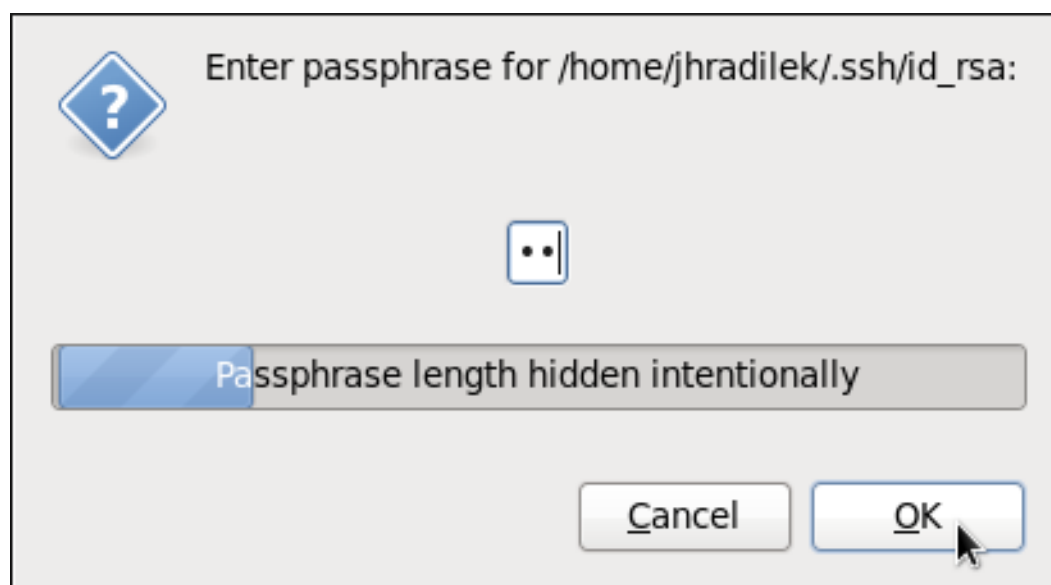 Enter passphrase for /home/jhradilek/.ssh/id_rsa:
Passphrase length hidden intentionally
Cancel
OK